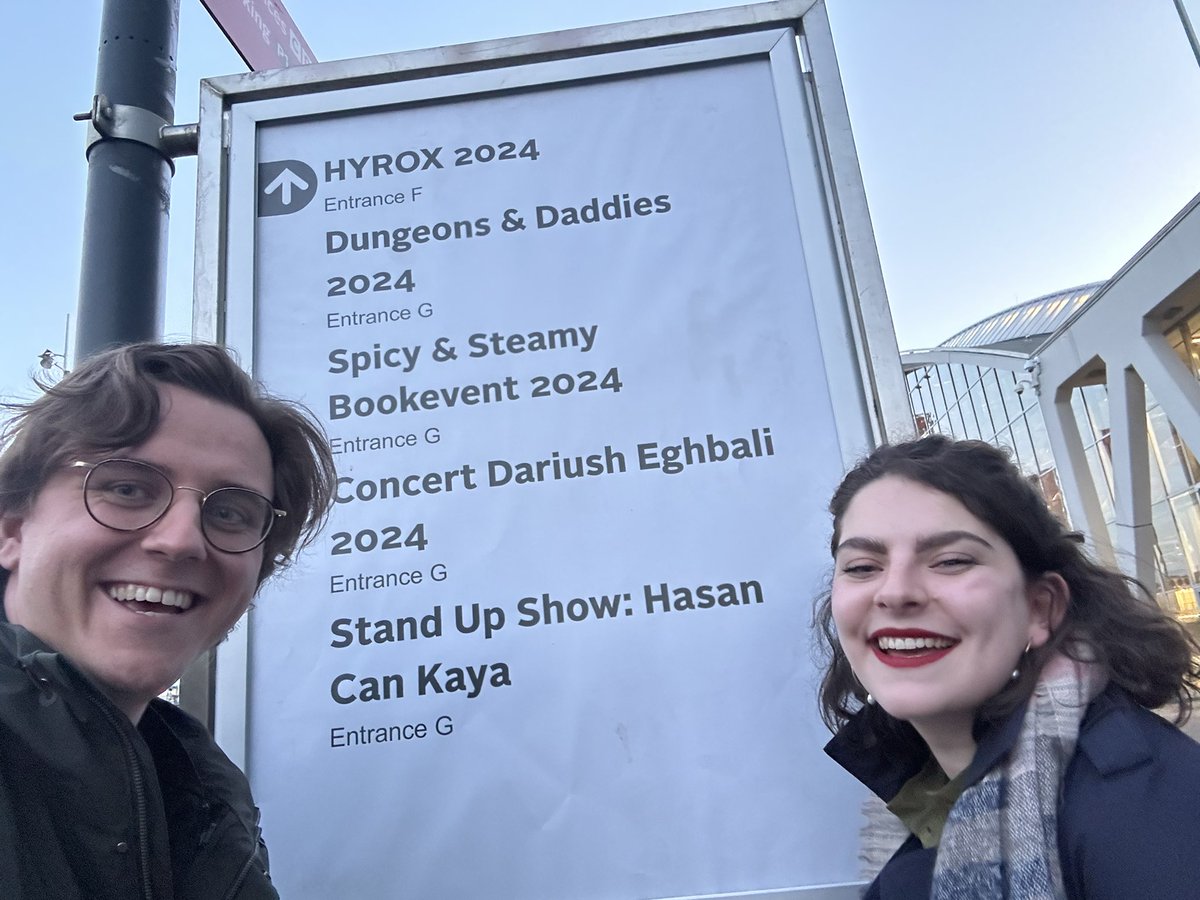 HYROX 2024
Entrance F
Dungeons & Daddies
2024
Entrance G
Spicy & Steamy
Bookevent 2024
Entrance G
Concert Dariush Eghbali
2024
Entrance G
Stand Up Show: Hasan
Can Kaya
Entrance G